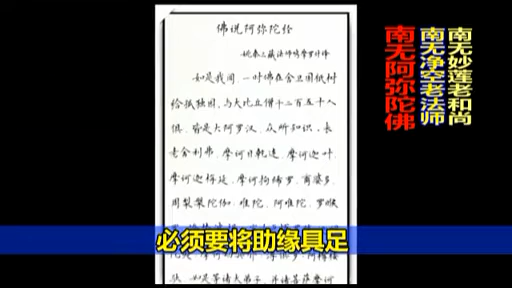 佛说阿弥陀经
姚秦三藏法师鸠摩罗什译
如是我闻。一时佛在舍卫国祇树
给孤独园。与大比丘僧千二百五十人
俱。皆是大阿罗汉。众所知识。长
老舍利弗。摩诃目乾连。摩诃迦叶。
摩诃迦旃延。摩诃拘絺罗。离婆多。
周梨槃陀伽。难陀。阿难陀。罗睺
如是等诸大弟子。并诸菩萨摩诃
必须要将助缘具足
南无妙莲老和尚
南无净空老法师
南无阿弥陀佛